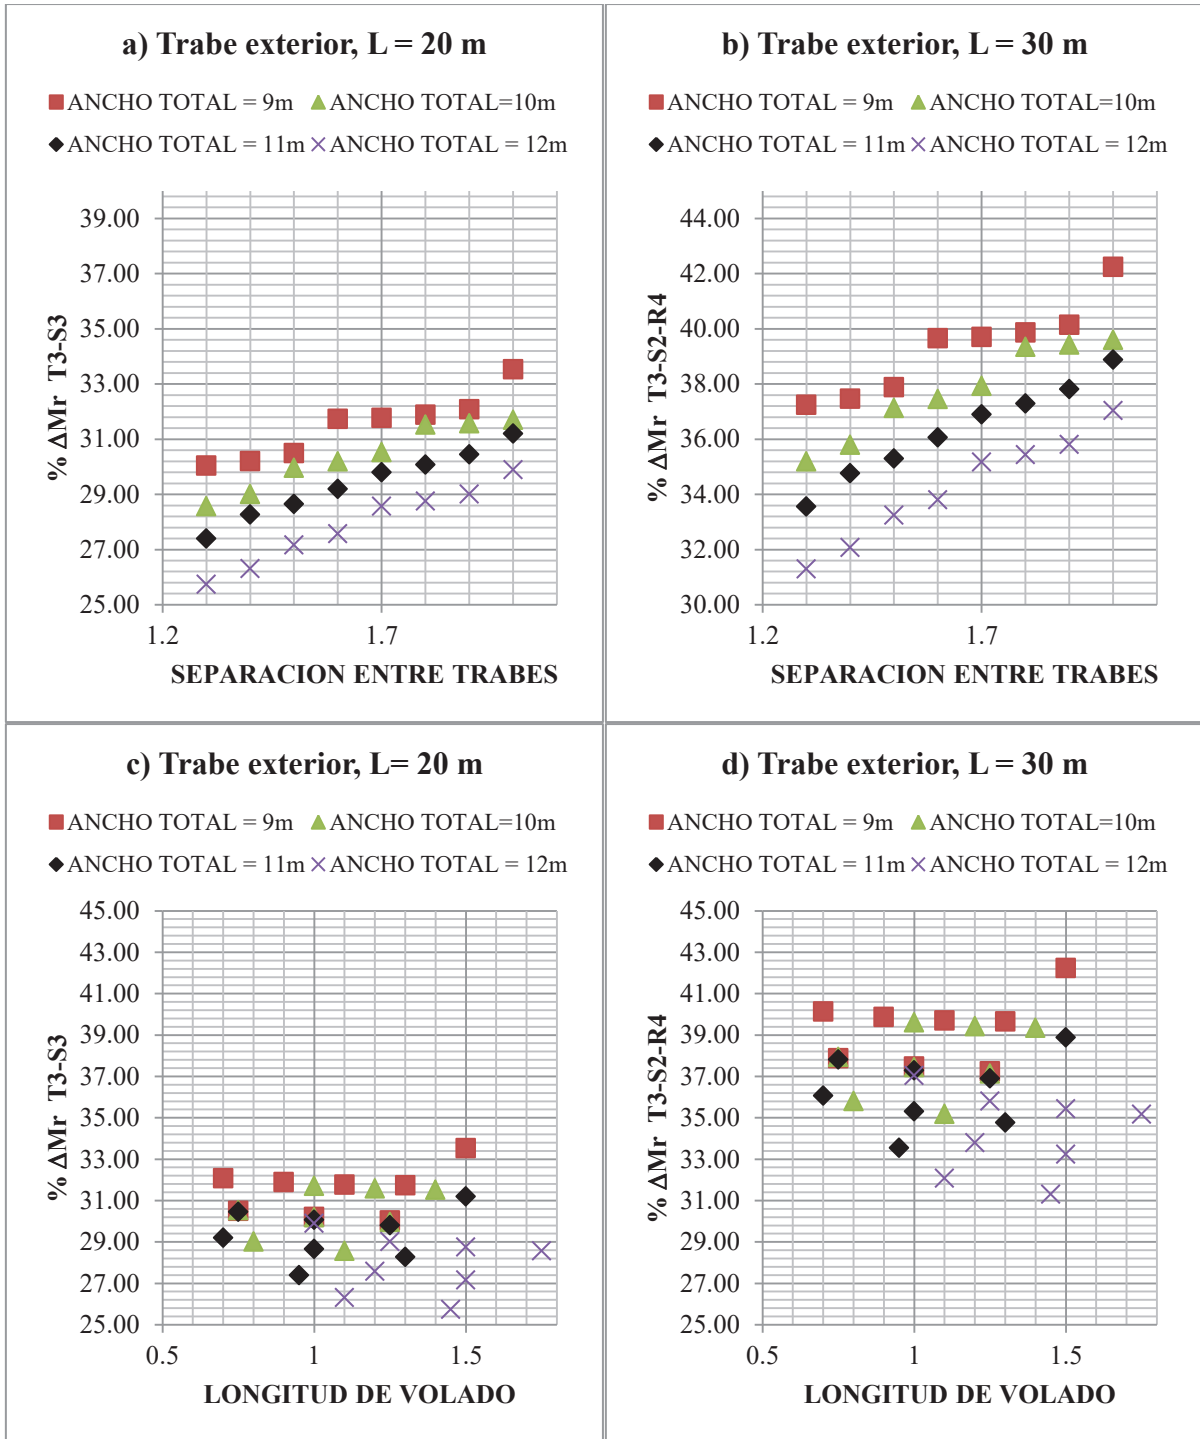 a) Trabe exterior, L = 20 m
ANCHO TOTAL = 9m ANCHO TOTAL=10m
ANCHO TOTAL = 11m ANCHO TOTAL = 12m
% ΔMr T3-S3
39.00
37.00
35.00
33.00
31.00
29.00
27.00
25.00
1.2 1.7
SEPARACION ENTRE TRABES
b) Trabe exterior, L = 30 m
ANCHO TOTAL = 9m ANCHO TOTAL=10m
ANCHO TOTAL = 11m ANCHO TOTAL = 12m
% ΔMr T3-S2-R4
44.00
42.00
40.00
38.00
36.00
34.00
32.00
30.00
1.2 1.7
SEPARACION ENTRE TRABES
c) Trabe exterior, L= 20 m
ANCHO TOTAL = 9m ANCHO TOTAL=10m
ANCHO TOTAL = 11m ANCHO TOTAL = 12m
% ΔMr T3-S3
45.00
43.00
41.00
39.00
37.00
35.00
33.00
31.00
29.00
27.00
25.00
0.5 1 1.5
LONGITUD DE VOLADO
d) Trabe exterior, L = 30 m
ANCHO TOTAL = 9m ANCHO TOTAL=10m
ANCHO TOTAL = 11m ANCHO TOTAL = 12m
% ΔMr T3-S2-R4
45.00
43.00
41.00
39.00
37.00
35.00
33.00
31.00
29.00
27.00
25.00
0.5 1 1.5
LONGITUD DE VOLADO